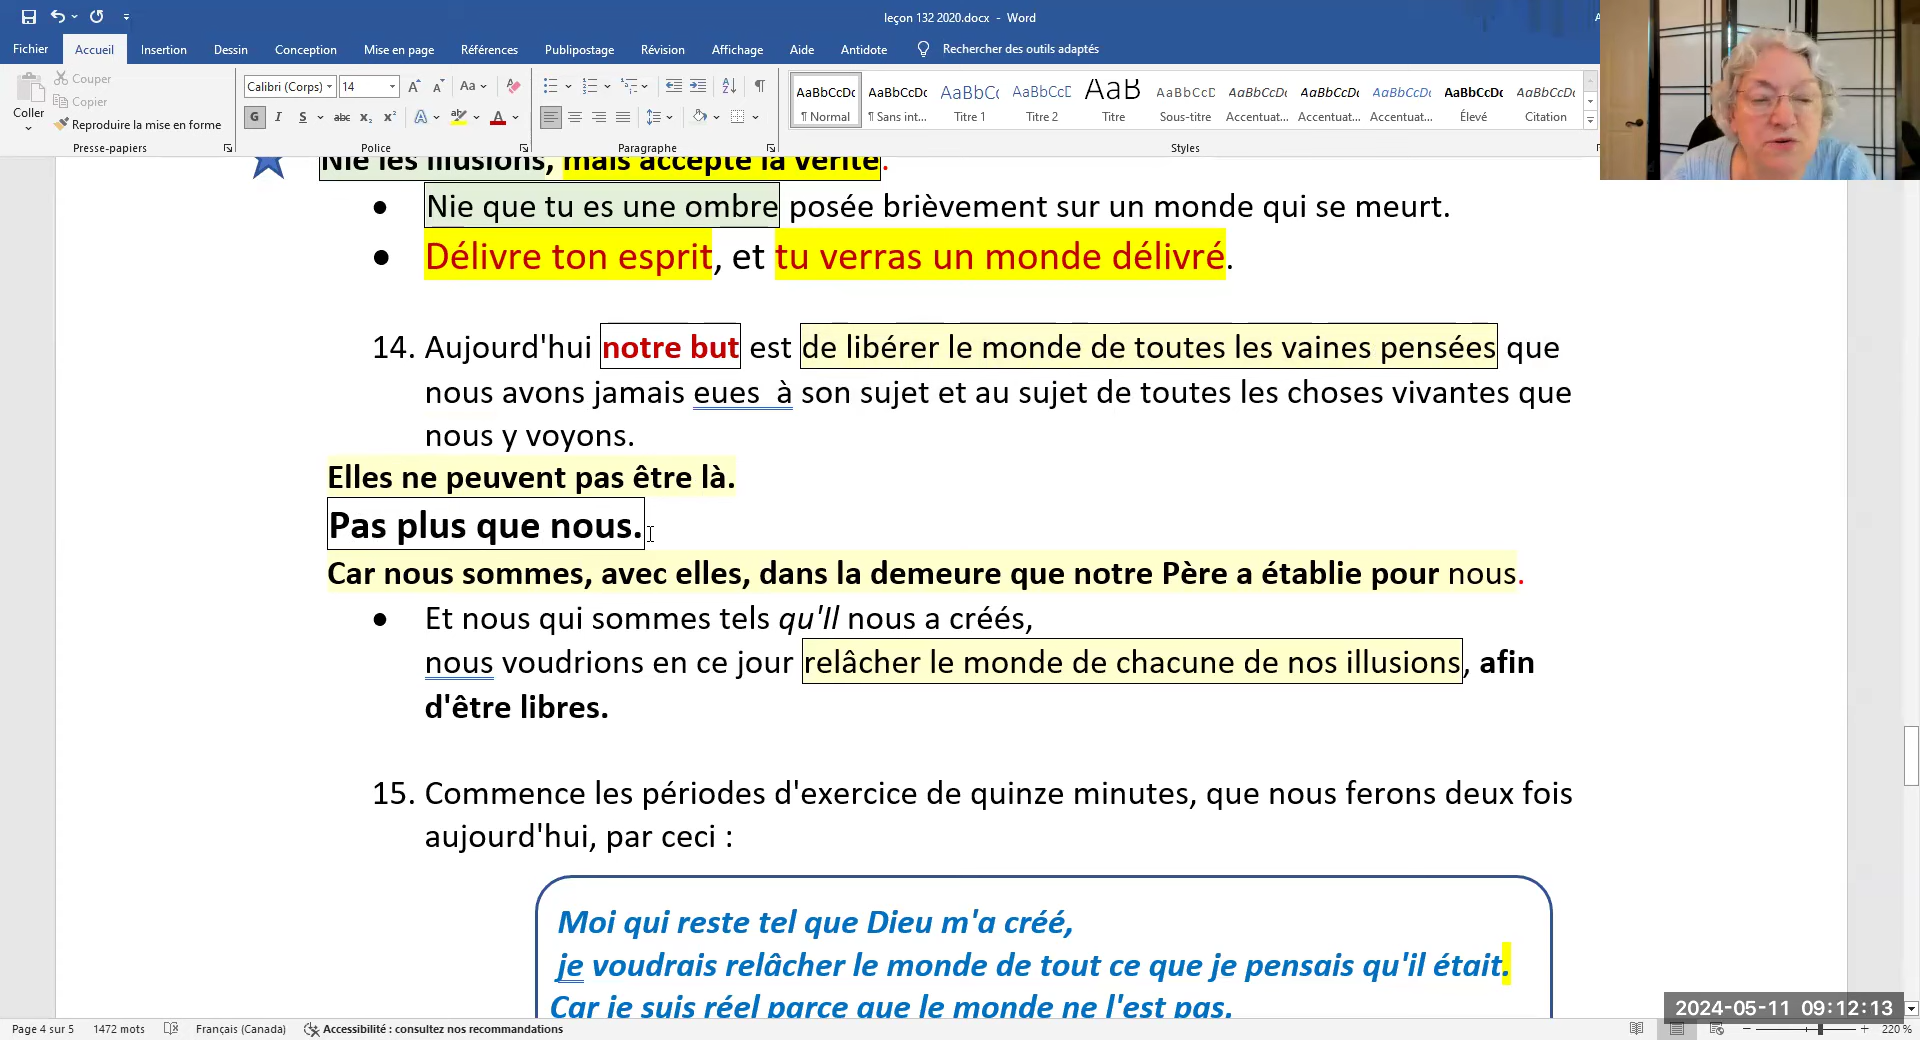 leçon 132 2020.docx - Word
Fichier Accueil Insertion Dessin Conception Mise en page Références Publipostage Révision Affichage Aide Antidote Rechercher des outils adaptés
Coller
Couper
Copier
Reproduire la mise en forme
Presse-papiers
Calibri (Corps) 14
G I S abc x₂ x²
Police
Paragraphe
AaBbCcDc AaBbCcDc AaBbCc AaBbCcD AaB AaBbCcD AaBbCcDc AaBbCcDc AaBbCcDc AaBbCcDc AaBbCcDc
¶ Normal ¶ Sans int... Titre 1 Titre 2 Titre Sous-titre Accentuat... Accentuat... Accentuat... Élevé Citation
Styles
Nie les illusions, mais accepte la vérité.
• Nie que tu es une ombre posée brièvement sur un monde qui se meurt.
• Délivre ton esprit, et tu verras un monde délivré.
14. Aujourd'hui notre but est de libérer le monde de toutes les vaines pensées que
nous avons jamais eues à son sujet et au sujet de toutes les choses vivantes que
nous y voyons.
Elles ne peuvent pas être là.
Pas plus que nous.
Car nous sommes, avec elles, dans la demeure que notre Père a établie pour nous.
• Et nous qui sommes tels qu'Il nous a créés,
nous voudrions en ce jour relâcher le monde de chacune de nos illusions, afin
d'être libres.
15. Commence les périodes d'exercice de quinze minutes, que nous ferons deux fois
aujourd'hui, par ceci :
Moi qui reste tel que Dieu m'a créé,
je voudrais relâcher le monde de tout ce que je pensais qu'il était.
Car je suis réel parce que le monde ne l'est pas.
2024-05-11 09:12:13
Page 4 sur 5 1472 mots Français (Canada) Accessibilité : consultez nos recommandations 220 %